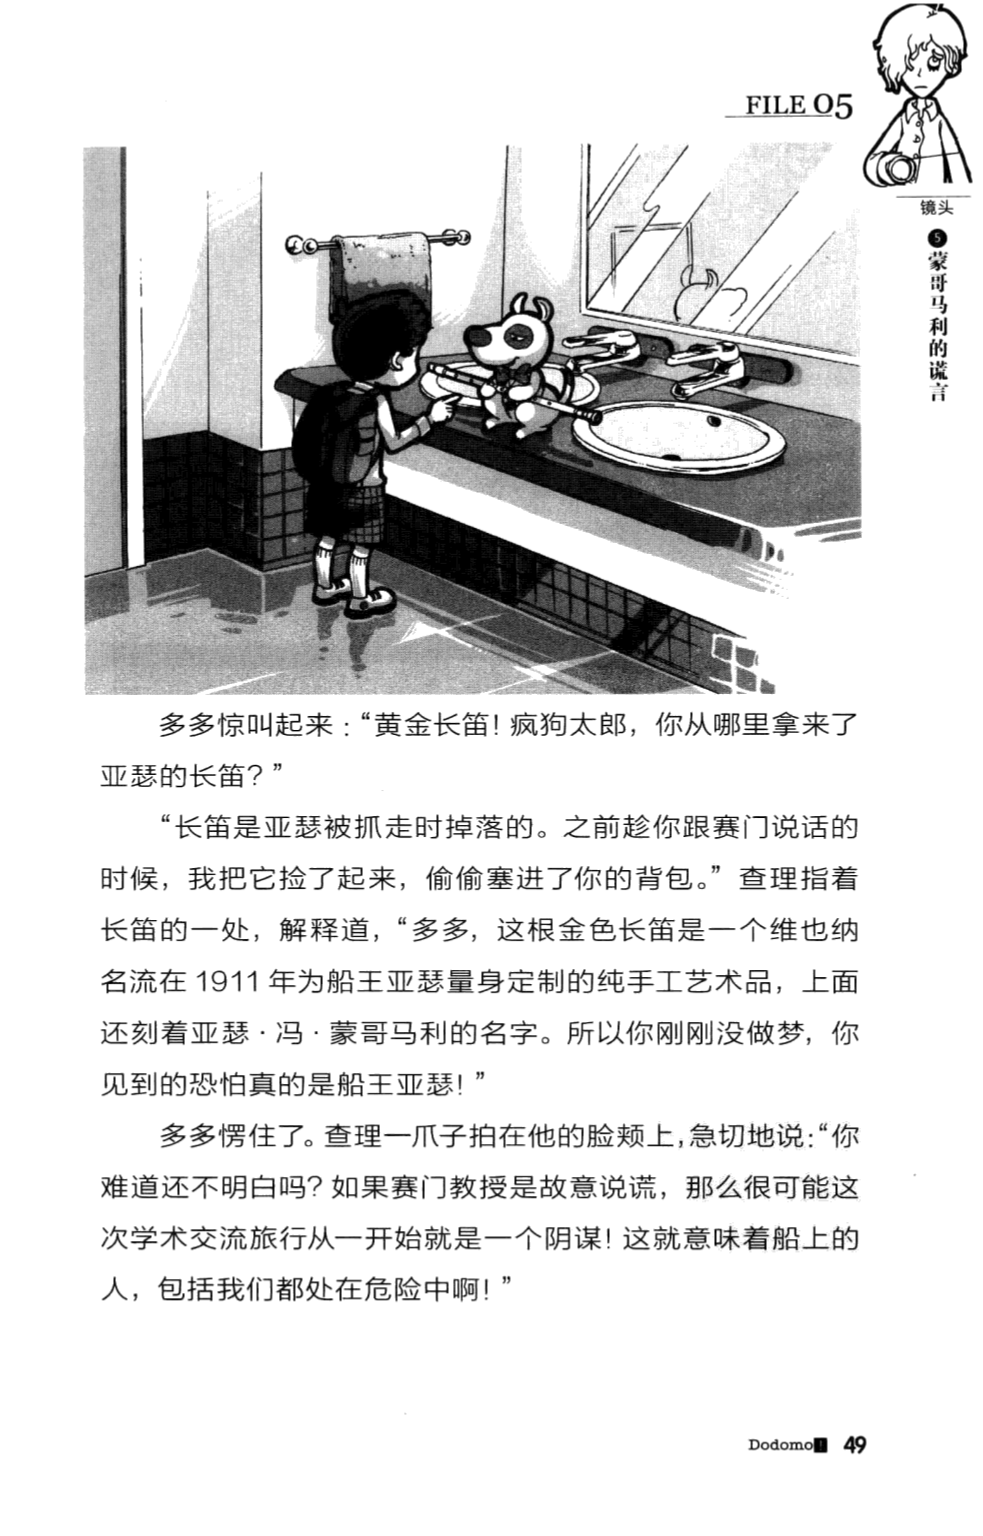 FILE 05
镜头
5 蒙哥马利的谎言
多多惊叫起来：“黄金长笛！疯狗太郎，你从哪里拿来了
亚瑟的长笛？”
“长笛是亚瑟被抓走时掉落的。之前趁你跟赛门说话的
时候，我把它捡了起来，偷偷塞进了你的背包。”查理指着
长笛的一处，解释道，“多多，这根金色长笛是一个维也纳
名流在 1911 年为船王亚瑟量身定制的纯手工艺术品，上面
还刻着亚瑟·冯·蒙哥马利的名字。所以你刚刚没做梦，你
见到的恐怕真的是船王亚瑟！”
多多愣住了。查理一爪子拍在他的脸颊上，急切地说：“你
难道还不明白吗？如果赛门教授是故意说谎，那么很可能这
次学术交流旅行从一开始就是一个阴谋！这就意味着船上的
人，包括我们都处在危险中啊！”
Dodomo! 49